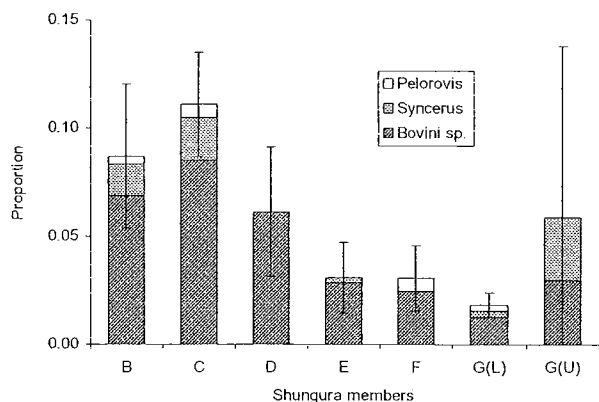 0.15
0.10
0.05
0.00
Proportion
Pelorovis
Syncerus
Bovini sp.
B C D E F G(L) G(U)
Shungura members